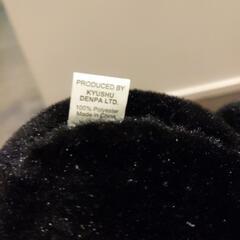 PRODUCED BY
KYUSHU
DENPA LTD.
100% Polyester
Made in China